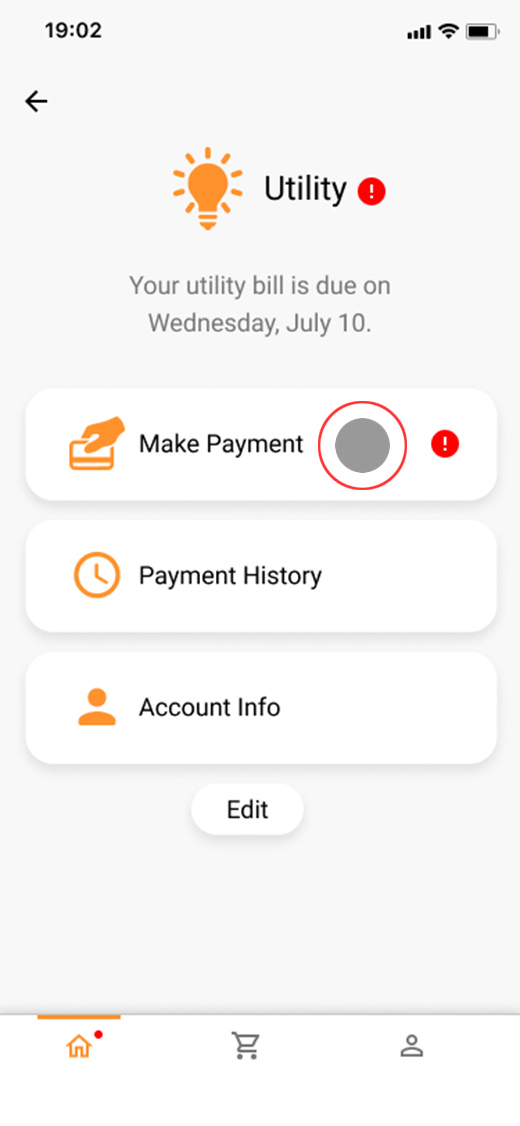 19:02
Utility
Your utility bill is due on
Wednesday, July 10.
Make Payment
Payment History
Account Info
Edit